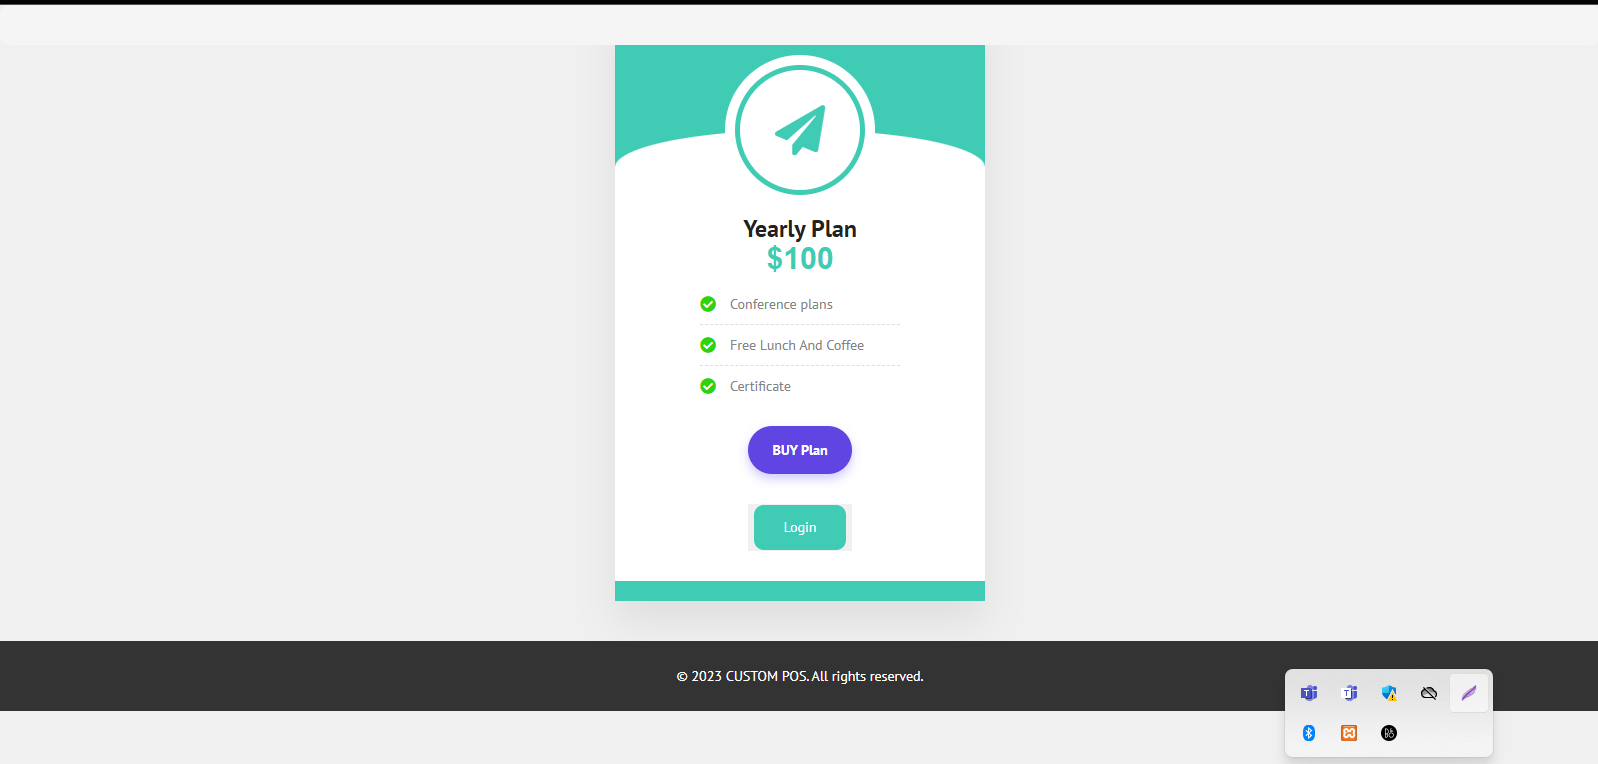 Yearly Plan
$100
Conference plans
Free Lunch And Coffee
Certificate
BUY Plan
Login
© 2023 CUSTOM POS. All rights reserved.